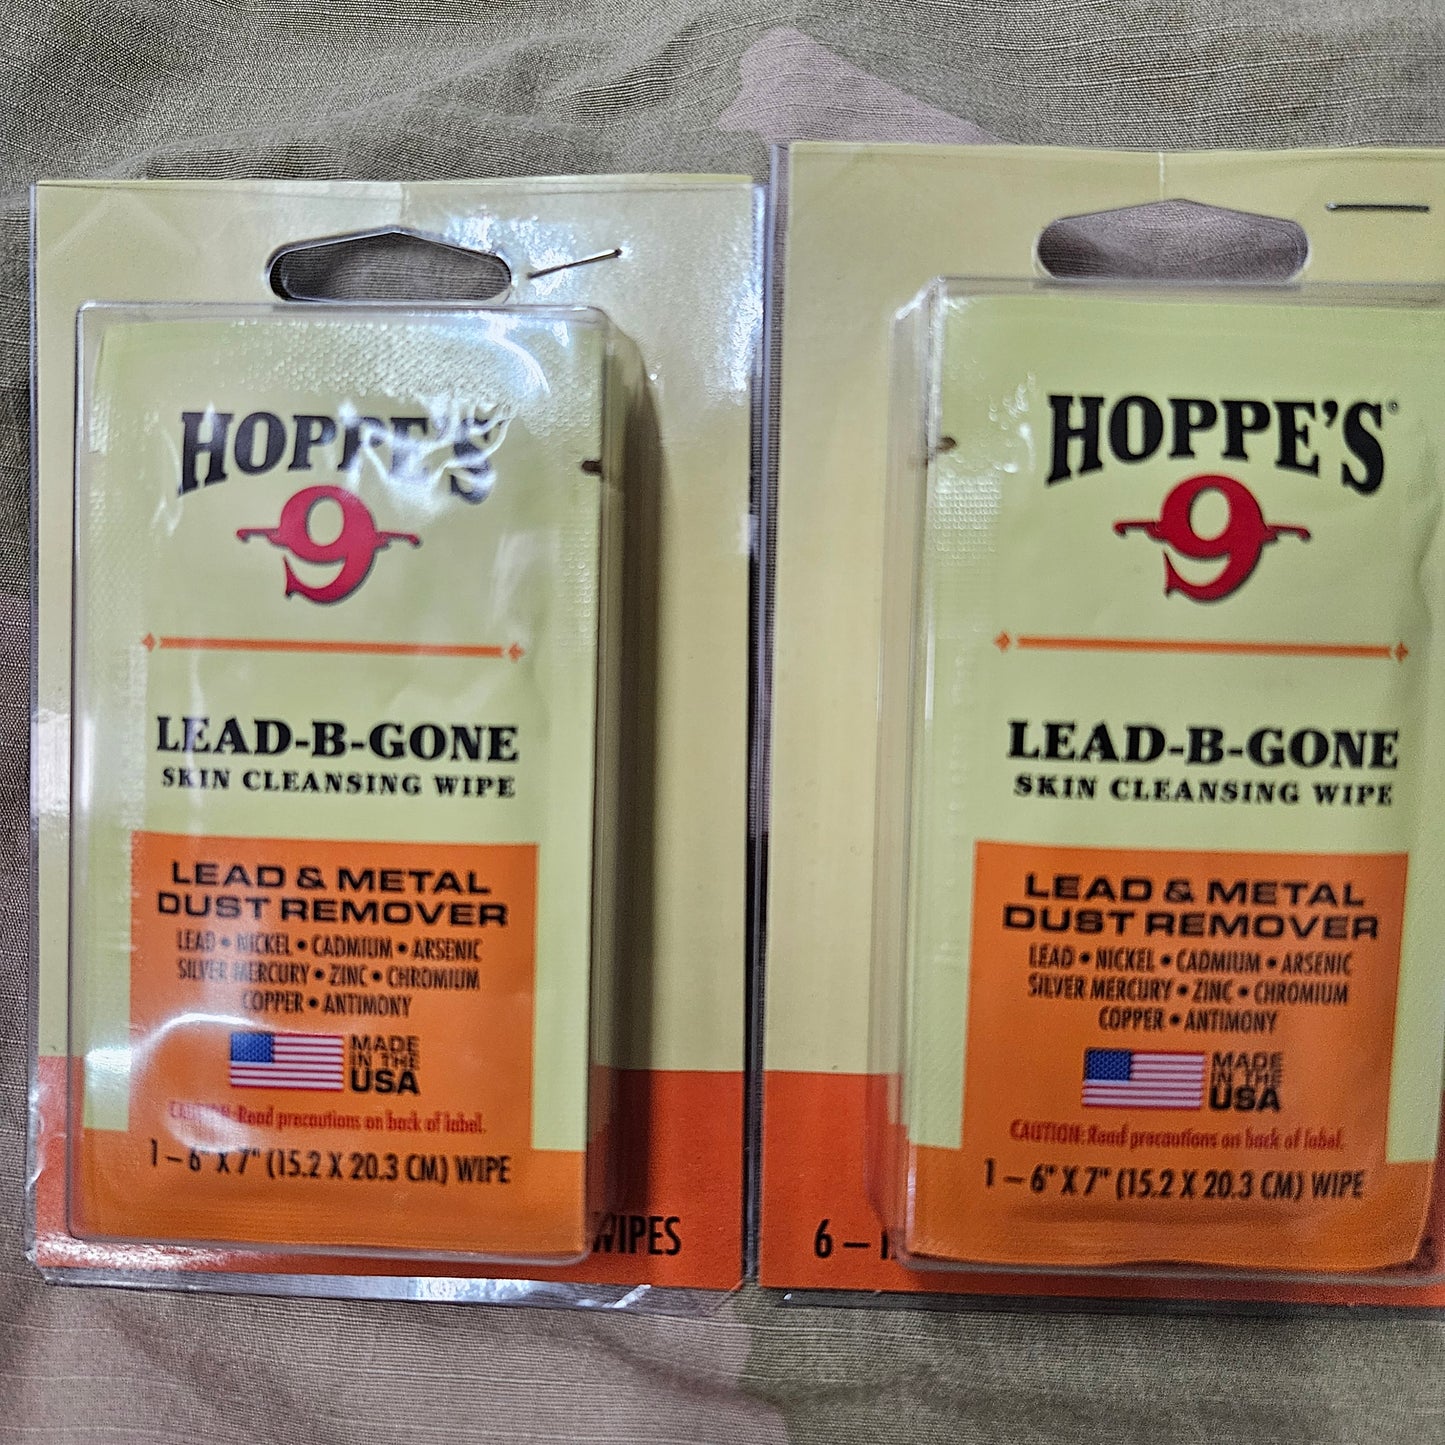 HOPPE'S
9
LEAD-B-GONE
SKIN CLEANSING WIPE
LEAD & METAL
DUST REMOVER
LEAD • NICKEL • CADMIUM • ARSENIC
SILVER MERCURY • ZINC • CHROMIUM
COPPER • ANTIMONY
MADE
IN THE
USA
CAUTION: Read precautions on back of label.
1 – 6" X 7" (15.2 X 20.3 CM) WIPE
WIPES
HOPPE'S®
9
LEAD-B-GONE
SKIN CLEANSING WIPE
LEAD & METAL
DUST REMOVER
LEAD • NICKEL • CADMIUM • ARSENIC
SILVER MERCURY • ZINC • CHROMIUM
COPPER • ANTIMONY
MADE
IN THE
USA
CAUTION: Read precautions on back of label.
1 – 6" X 7" (15.2 X 20.3 CM) WIPE
6 –